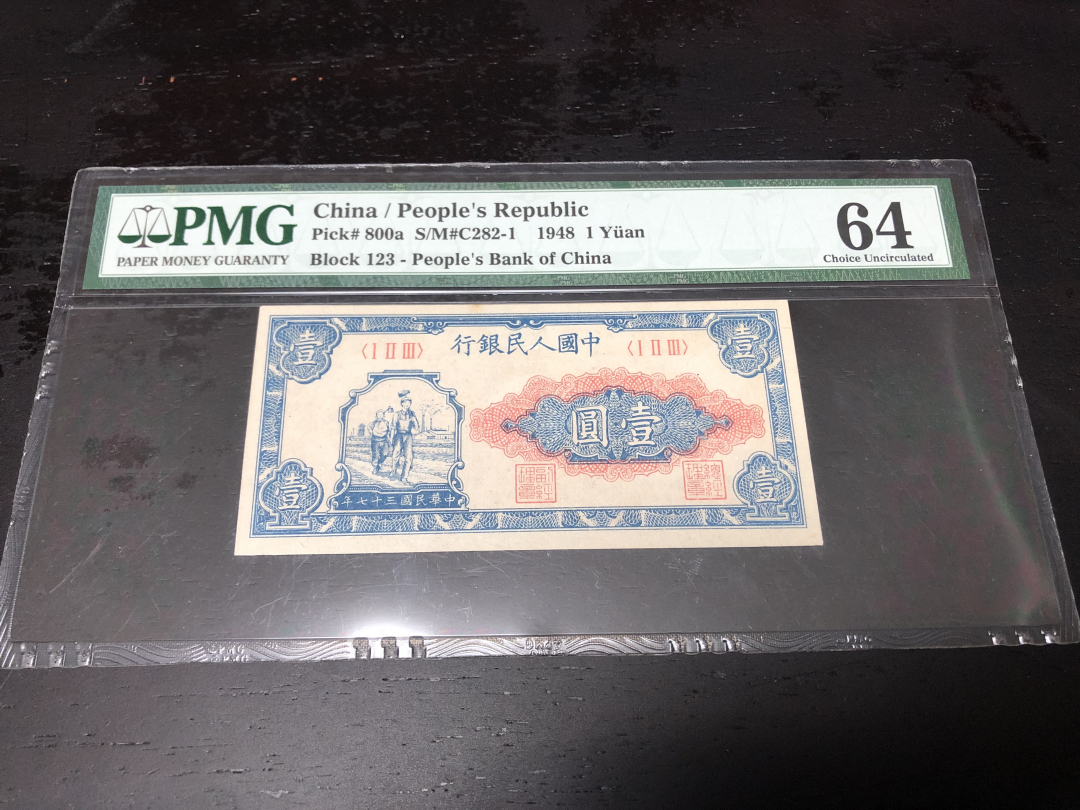 PMG
PAPER MONEY GUARANTY
China / People's Republic
Pick# 800a S/M#C282-1 1948 1 Yüan
Block 123 - People's Bank of China
64
Choice Uncirculated
壹 壹
行銀民人國中
〈I II III〉 〈I II III〉
圓壹
年七十三國民華中
壹 壹